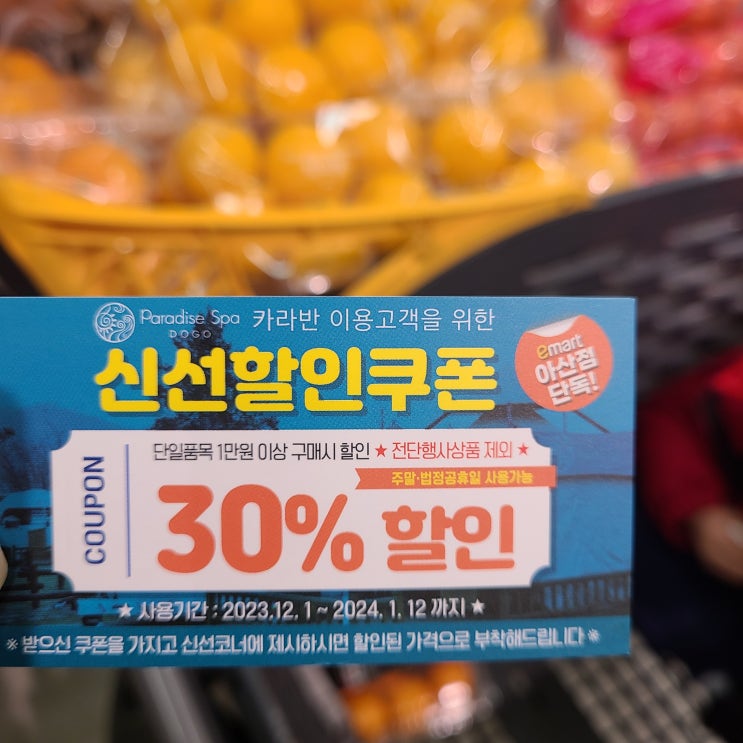 Paradise Spa
DOGO
카라반 이용고객을 위한
신선할인쿠폰
emart
아산점
단독!
COUPON
단일품목 1만원 이상 구매시 할인 ★ 전단행사상품 제외 ★
주말·법정공휴일 사용가능
30% 할인
★ 사용기간 : 2023.12. 1 ~ 2024. 1. 12 까지 ★
※ 받으신 쿠폰을 가지고 신선코너에 제시하시면 할인된 가격으로 부착해드립니다 ※